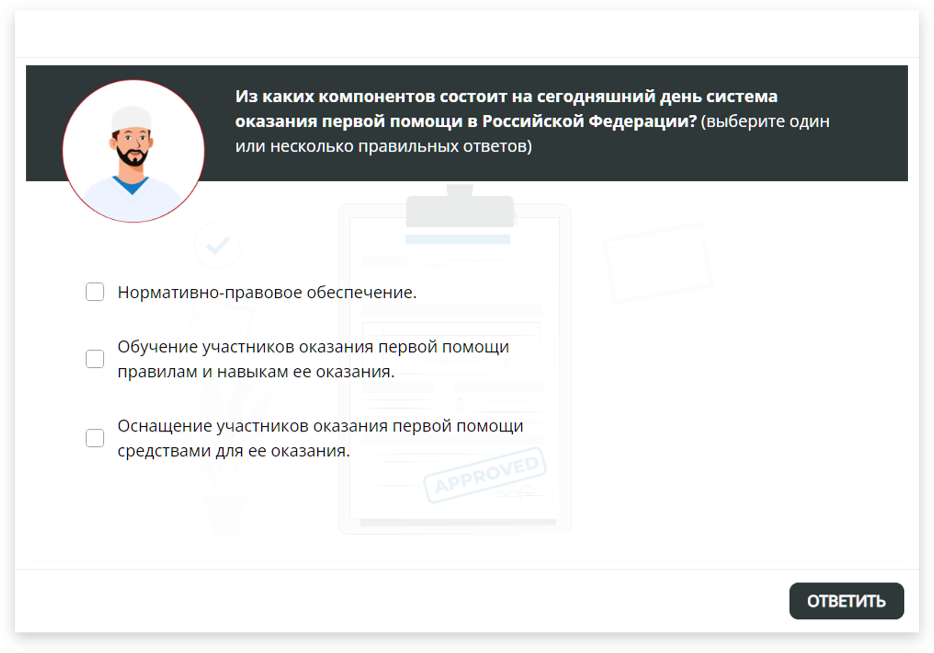 Из каких компонентов состоит на сегодняшний день система
оказания первой помощи в Российской Федерации? (выберите один
или несколько правильных ответов)
Нормативно-правовое обеспечение.
Обучение участников оказания первой помощи
правилам и навыкам ее оказания.
Оснащение участников оказания первой помощи
средствами для ее оказания.
APPROVED
ОТВЕТИТЬ